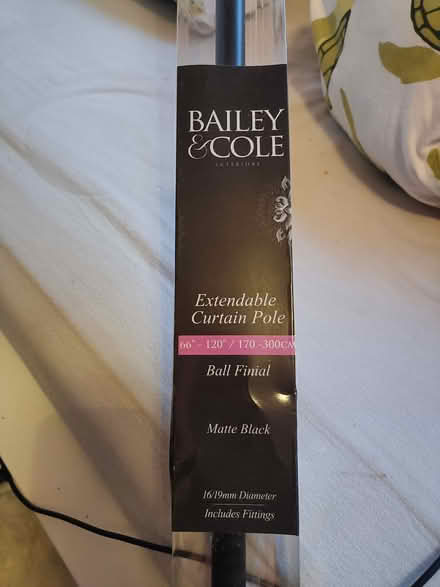 BAILEY
&COLE
INTERIORS
Extendable
Curtain Pole
66" - 120" / 170 -300CM
Ball Finial
Matte Black
16/19mm Diameter
Includes Fittings